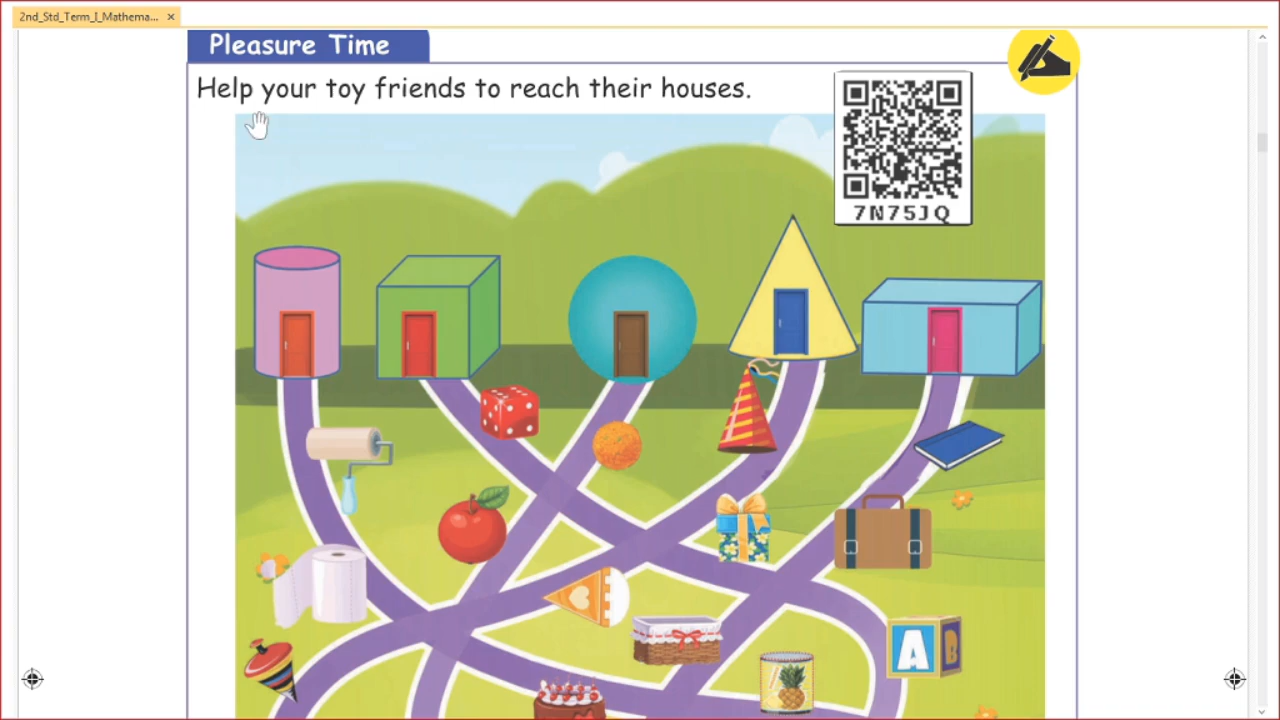 2nd_Std_Term_I_Mathema...
Pleasure Time
Help your toy friends to reach their houses.
7N75JQ
A
B